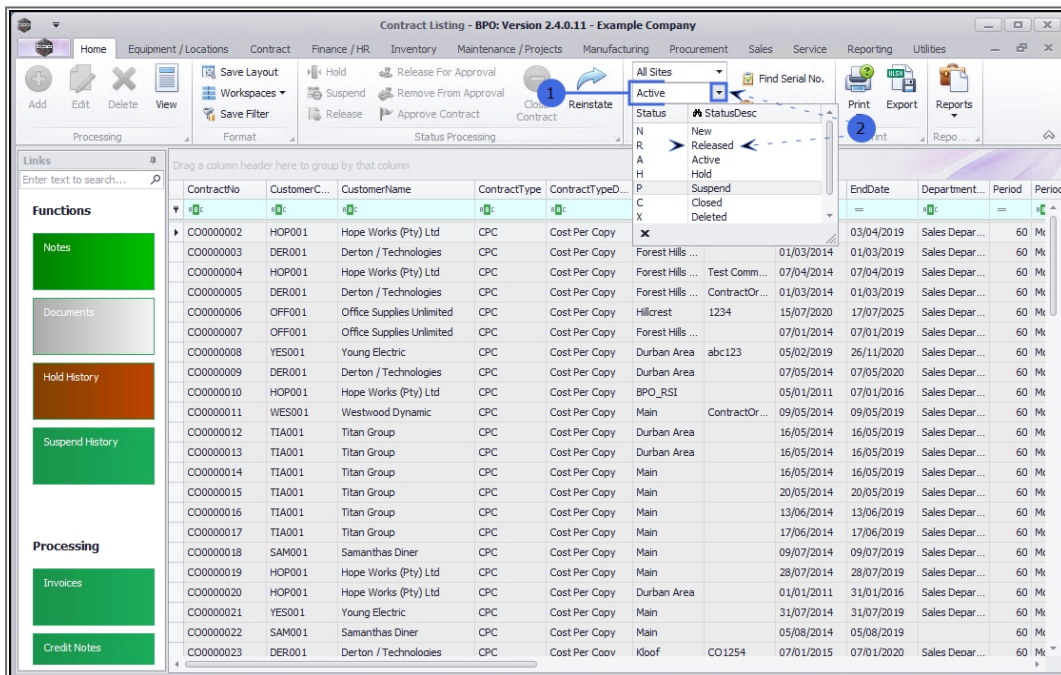 Contract Listing - BPO: Version 2.4.0.11 - Example Company
Home Equipment / Locations Contract Finance / HR Inventory Maintenance / Projects Manufacturing Procurement Sales Service Reporting Utilities
Add Edit Delete View
Processing
Save Layout
Workspaces
Save Filter
Format
Hold
Suspend
Release
Release For Approval
Remove From Approval
Approve Contract
Close Contract
Reinstate
Status Processing
1
All Sites
Active
Find Serial No.
2
Print Export
Reports
Repo...
Status StatusDesc
N New
R Released
A Active
H Hold
P Suspend
C Closed
X Deleted
Links
Enter text to search...
Functions
Notes
Documents
Hold History
Suspend History
Processing
Invoices
Credit Notes
Drag a column header here to group by that column
ContractNo CustomerC... CustomerName ContractType ContractTypeD... EndDate Department... Period
CO0000002 HOP001 Hope Works (Pty) Ltd CPC Cost Per Copy 03/04/2019 Sales Depar... 60
CO0000003 DER001 Derton / Technologies CPC Cost Per Copy Forest Hills ... 01/03/2014 01/03/2019 Sales Depar... 60
CO0000004 HOP001 Hope Works (Pty) Ltd CPC Cost Per Copy Forest Hills ... Test Comm... 07/04/2014 07/04/2019 Sales Depar... 60
CO0000005 DER001 Derton / Technologies CPC Cost Per Copy Forest Hills ... ContractOr... 01/03/2014 01/03/2019 Sales Depar... 60
CO0000006 OFF001 Office Supplies Unlimited CPC Cost Per Copy Hillcrest 1234 15/07/2020 17/07/2025 Sales Depar... 60
CO0000007 OFF001 Office Supplies Unlimited CPC Cost Per Copy Forest Hills ... 07/01/2014 07/01/2019 Sales Depar... 60
CO0000008 YES001 Young Electric CPC Cost Per Copy Durban Area abc123 05/02/2019 26/11/2020 Sales Depar... 60
CO0000009 DER001 Derton / Technologies CPC Cost Per Copy Durban Area 07/05/2014 07/05/2020 Sales Depar... 60
CO0000010 HOP001 Hope Works (Pty) Ltd CPC Cost Per Copy BPO_RSI 05/01/2011 07/01/2016 Sales Depar... 60
CO0000011 WES001 Westwood Dynamic CPC Cost Per Copy Main ContractOr... 09/05/2014 09/05/2019 Sales Depar... 60
CO0000012 TIA001 Titan Group CPC Cost Per Copy Durban Area 16/05/2014 16/05/2019 Sales Depar... 60
CO0000013 TIA001 Titan Group CPC Cost Per Copy Durban Area 16/05/2014 16/05/2019 Sales Depar... 60
CO0000014 TIA001 Titan Group CPC Cost Per Copy Main 16/05/2014 16/05/2019 Sales Depar... 60
CO0000015 TIA001 Titan Group CPC Cost Per Copy Main 20/05/2014 20/05/2019 Sales Depar... 60
CO0000016 TIA001 Titan Group CPC Cost Per Copy Main 13/06/2014 13/06/2019 Sales Depar... 60
CO0000017 TIA001 Titan Group CPC Cost Per Copy Main 17/06/2014 17/06/2019 Sales Depar... 60
CO0000018 SAM001 Samanthas Diner CPC Cost Per Copy Main 09/07/2014 09/07/2019 Sales Depar... 60
CO0000019 HOP001 Hope Works (Pty) Ltd CPC Cost Per Copy Main 28/07/2014 28/07/2019 Sales Depar... 60
CO0000020 HOP001 Hope Works (Pty) Ltd CPC Cost Per Copy Durban Area 01/01/2011 31/01/2016 Sales Depar... 60
CO0000021 YES001 Young Electric CPC Cost Per Copy Main 31/07/2014 31/07/2019 Sales Depar... 60
CO0000022 SAM001 Samanthas Diner CPC Cost Per Copy Main 05/08/2014 05/08/2019 60
CO0000023 DER001 Derton / Technologies CPC Cost Per Copy Kloof CO1254 07/01/2015 07/01/2020 Sales Depar... 60